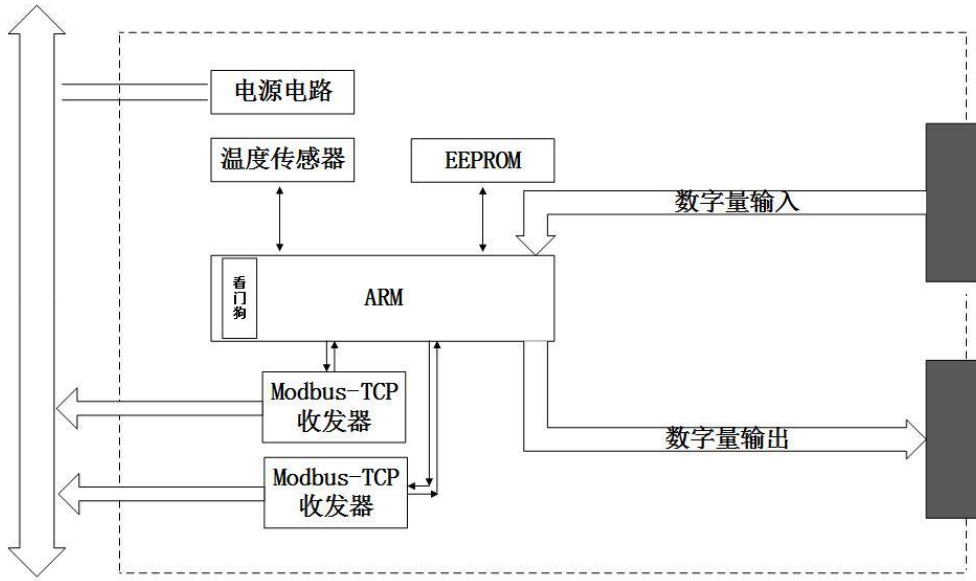 电源电路
温度传感器
EEPROM
数字量输入
看门狗
ARM
Modbus-TCP
收发器
数字量输出
Modbus-TCP
收发器